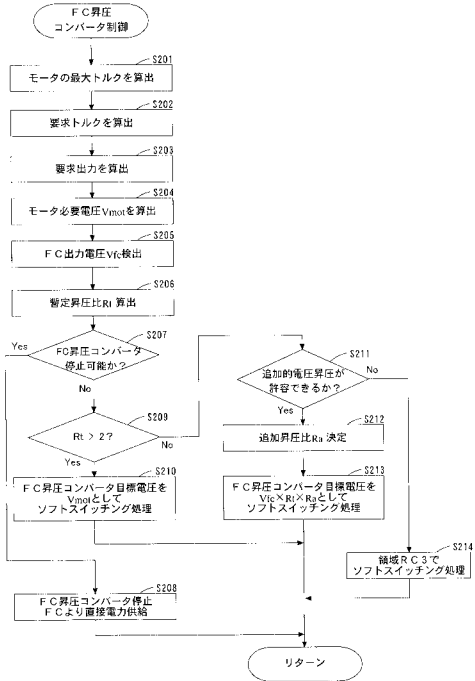 ＦＣ昇圧
コンバータ制御
S201
モータの最大トルクを算出
S202
要求トルクを算出
S203
要求出力を算出
S204
モータ必要電圧Vmotを算出
S205
ＦＣ出力電圧Vfc検出
S206
暫定昇圧比Rt 算出
S207
Yes
FC昇圧コンバータ
停止可能か？
No
S209
Rt > 2？
No
Yes
S210
ＦＣ昇圧コンバータ目標電圧を
Vmotとして
ソフトスイッチング処理
S211
追加的電圧昇圧が
許容できるか？
No
Yes
S212
追加昇圧比Ra 決定
S213
ＦＣ昇圧コンバータ目標電圧を
Vfc×Rt×Raとして
ソフトスイッチング処理
S214
領域ＲＣ３で
ソフトスイッチング処理
S208
ＦＣ昇圧コンバータ停止
ＦＣより直接電力供給
リターン